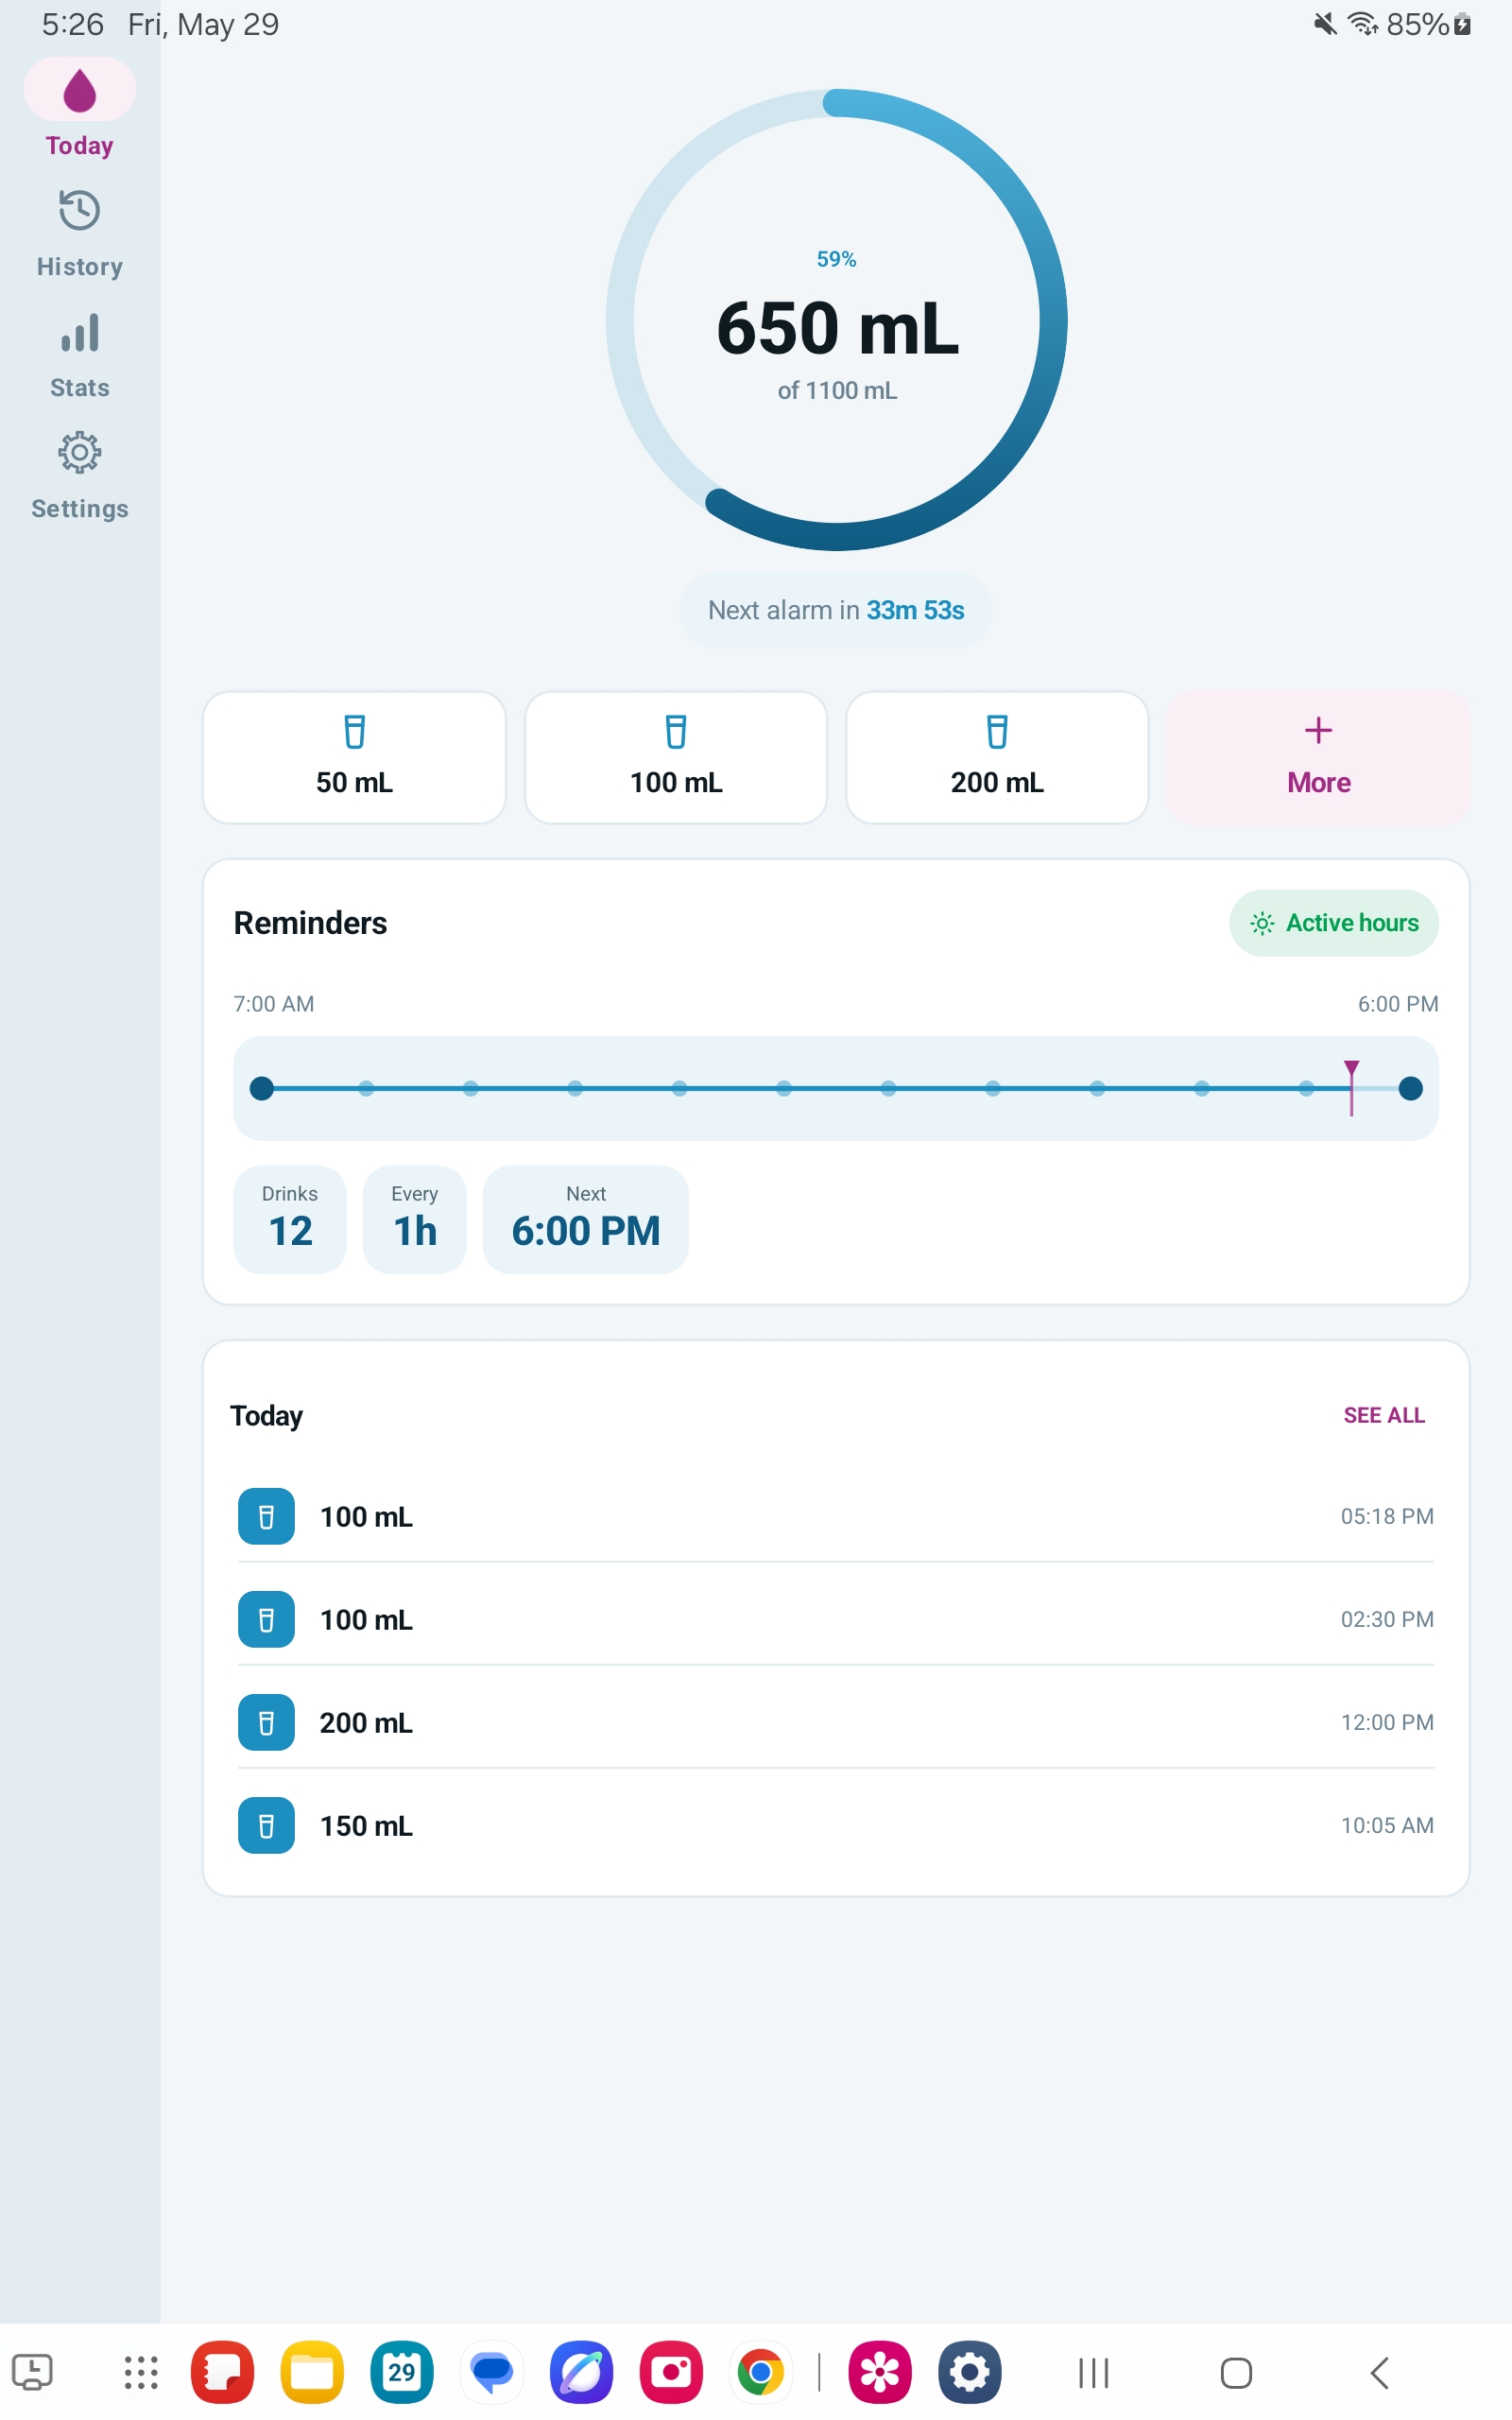 5:26 Fri, May 29
85%
Today
History
Stats
Settings
59%
650 mL
of 1100 mL
Next alarm in 33m 53s
50 mL
100 mL
200 mL
More
Reminders
Active hours
7:00 AM
6:00 PM
Drinks
12
Every
1h
Next
6:00 PM
Today
SEE ALL
100 mL
05:18 PM
100 mL
02:30 PM
200 mL
12:00 PM
150 mL
10:05 AM
29